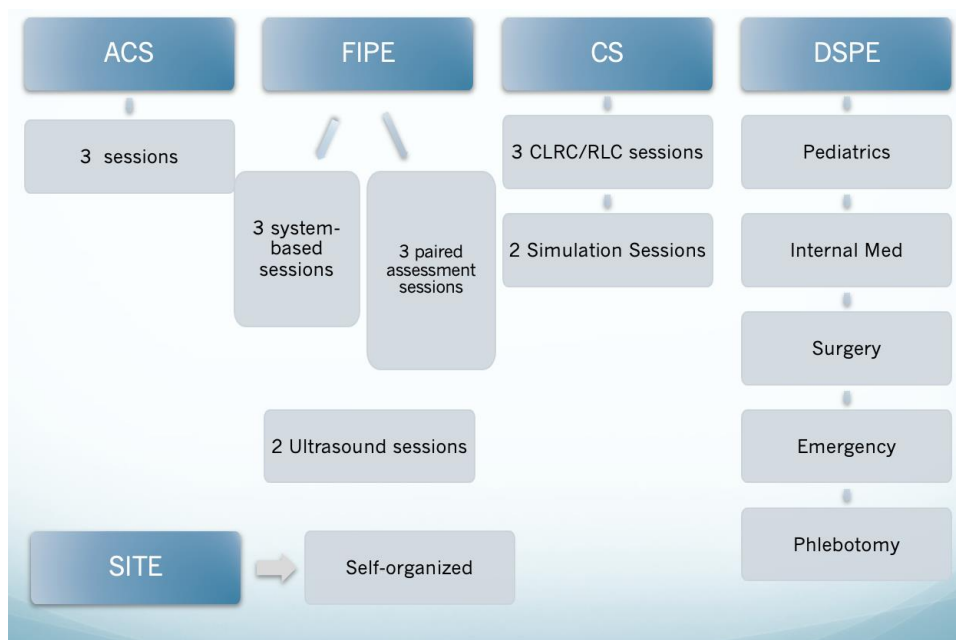 ACS
FIPE
CS
DSPE
3 sessions
3 system-
based
sessions
3 paired
assessment
sessions
2 Ultrasound sessions
3 CLRC/RLC sessions
2 Simulation Sessions
Pediatrics
Internal Med
Surgery
Emergency
Phlebotomy
SITE
Self-organized